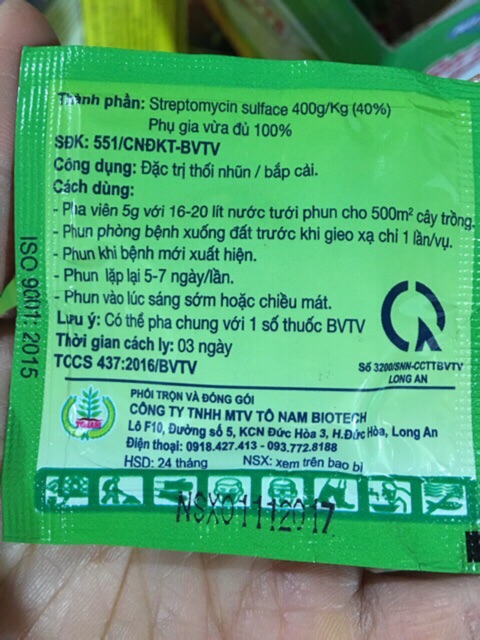 Thành phần: Streptomycin sulface 400g/Kg (40%)
Phụ gia vừa đủ 100%
SĐK: 551/CNĐKT-BVTV
Công dụng: Đặc trị thối nhũn / bắp cải.
Cách dùng:
- Pha viên 5g với 16-20 lít nước tưới phun cho 500m² cây trồng.
- Phun phòng bệnh xuống đất trước khi gieo xạ chỉ 1 lần/vụ.
- Phun khi bệnh mới xuất hiện.
- Phun lặp lại 5-7 ngày/lần.
- Phun vào lúc sáng sớm hoặc chiều mát.
Lưu ý: Có thể pha chung với 1 số thuốc BVTV
Thời gian cách ly: 03 ngày
TCCS 437:2016/BVTV
ISO 9001: 2015
Số 3200/SNN-CCTTBVTV
LONG AN
PHỐI TRỘN VÀ ĐÓNG GÓI
CÔNG TY TNHH MTV TÔ NAM BIOTECH
Lô F10, Đường số 5, KCN Đức Hòa 3, H.Đức Hòa, Long An
Điện thoại: 0918.427.413 - 093.772.8188
HSD: 24 tháng NSX: xem trên bao bì
NSX01112017